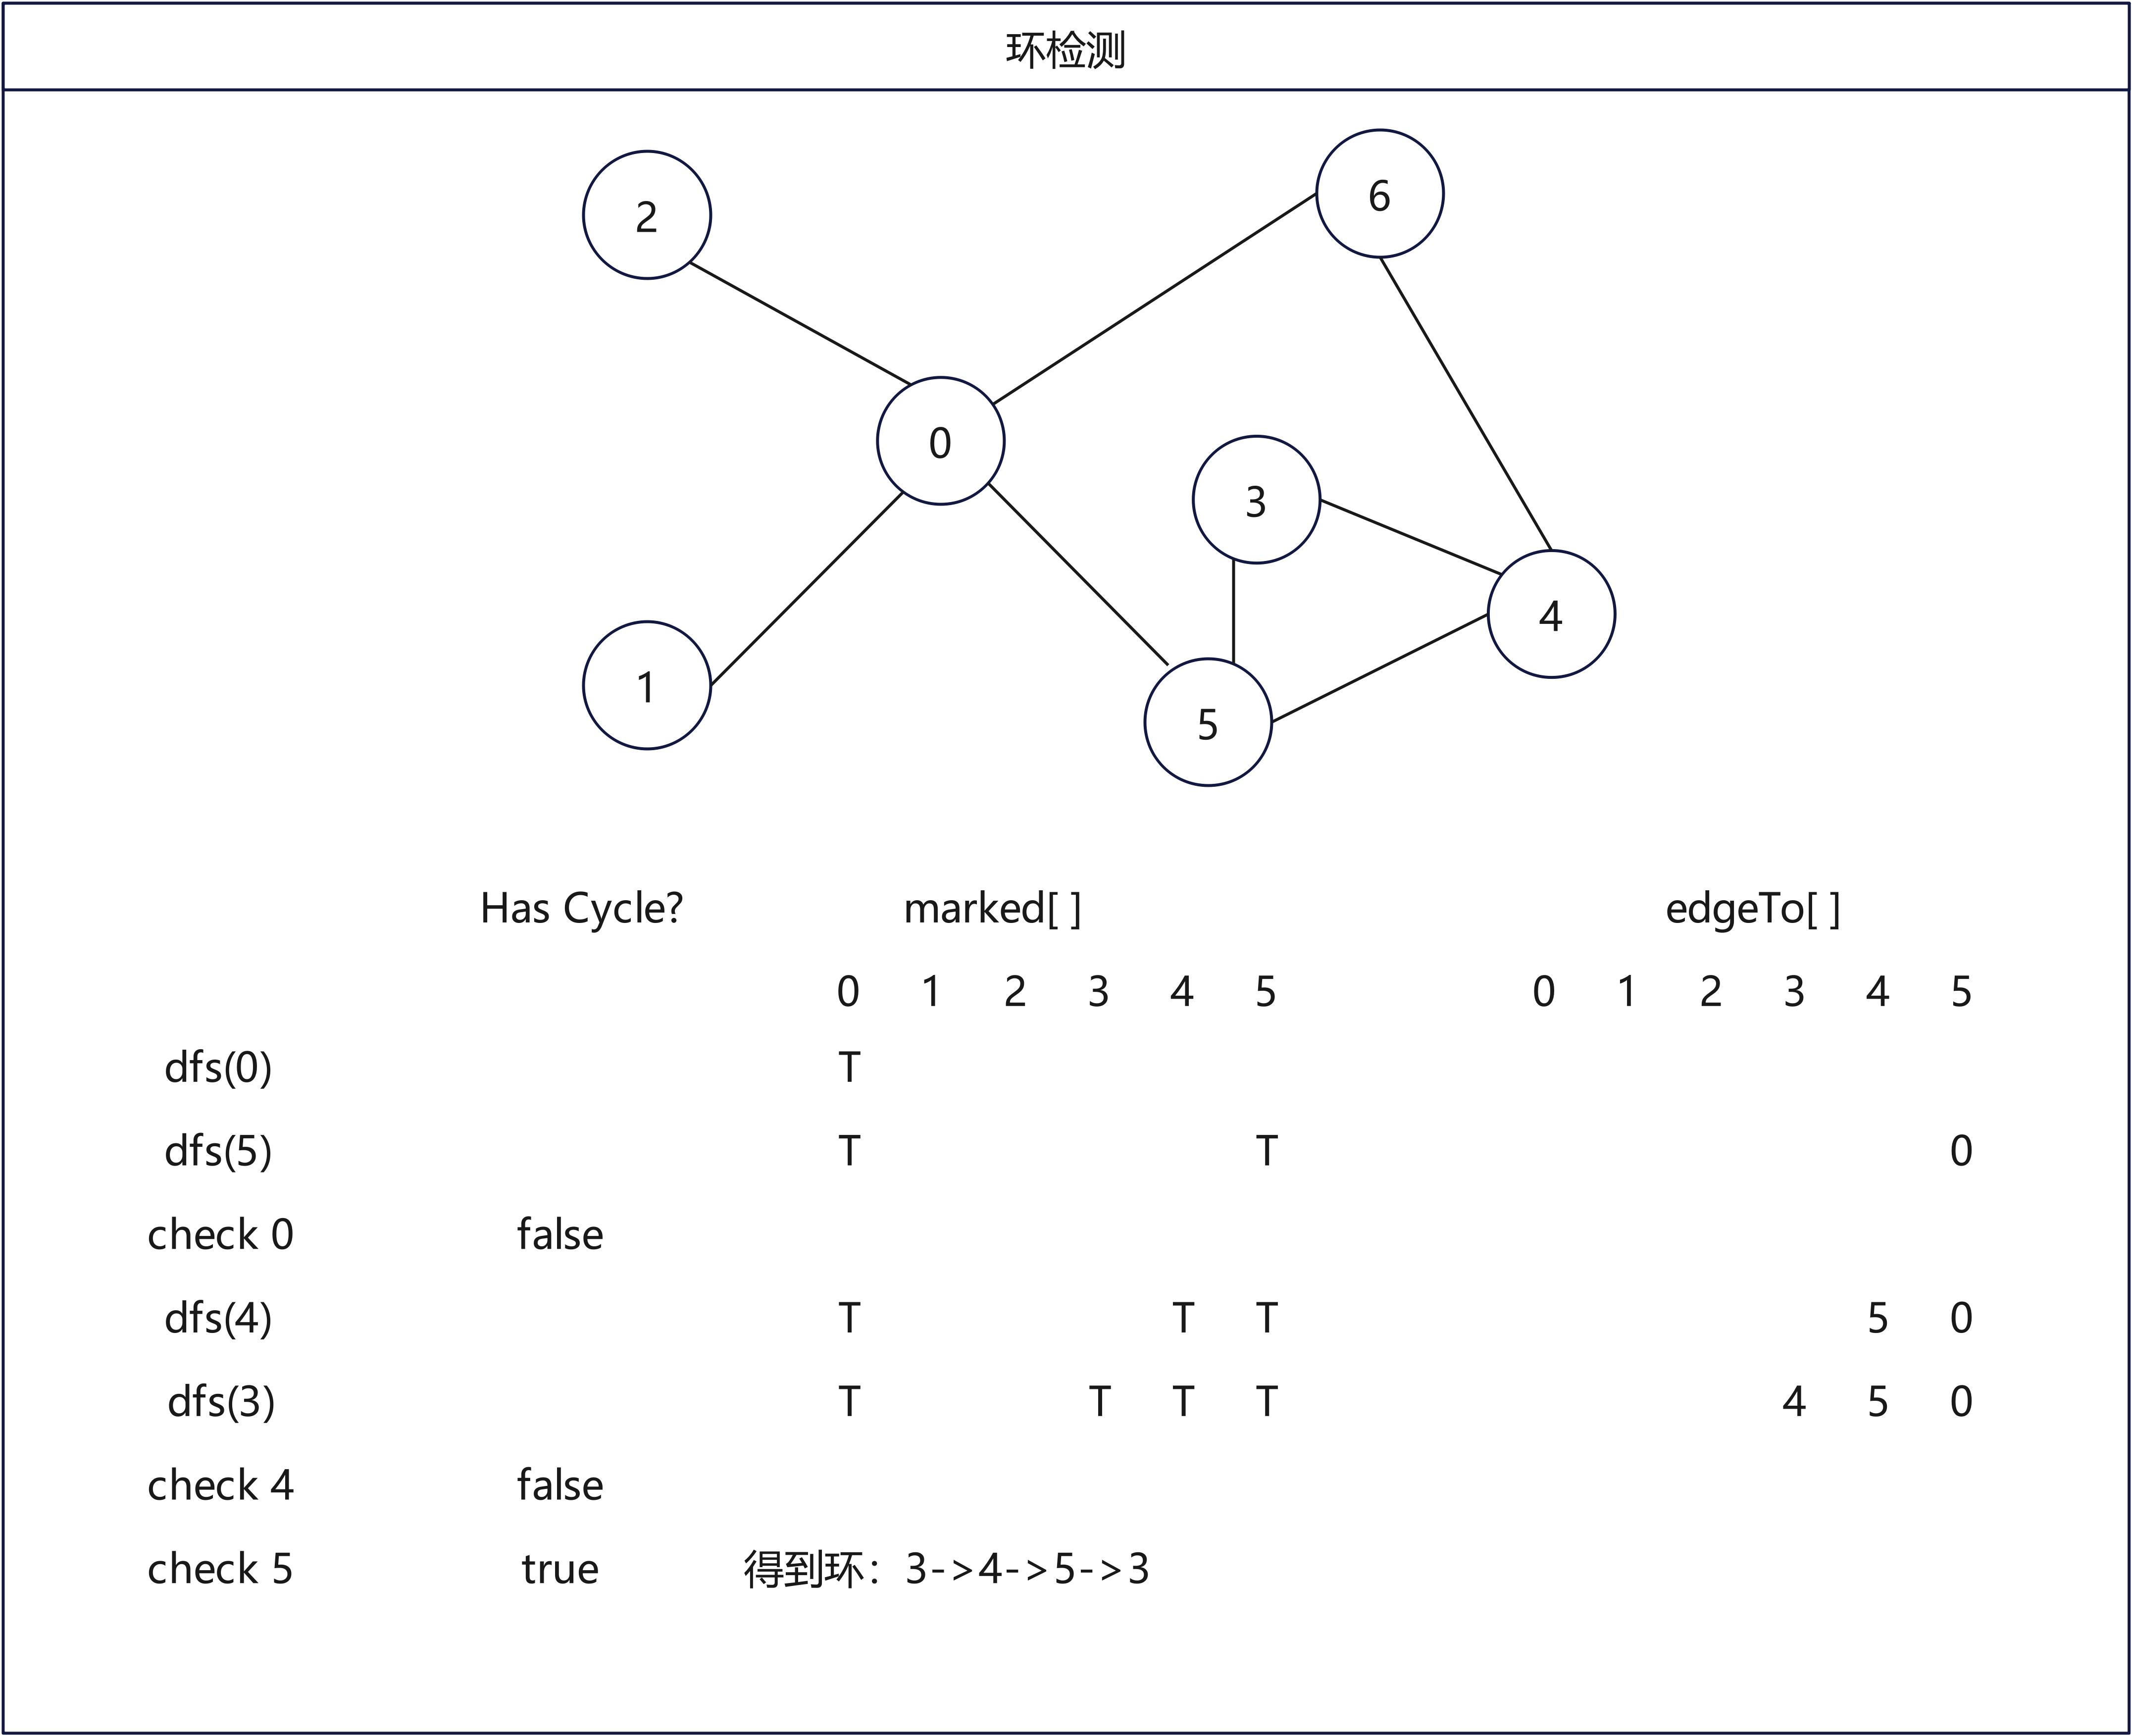 环检测
2
6
0
3
4
1
5
Has Cycle? marked[ ] edgeTo[ ]
0 1 2 3 4 5 0 1 2 3 4 5
dfs(0) T
dfs(5) T T 0
check 0 false
dfs(4) T T T 5 0
dfs(3) T T T T 4 5 0
check 4 false
check 5 true 得到环：3->4->5->3